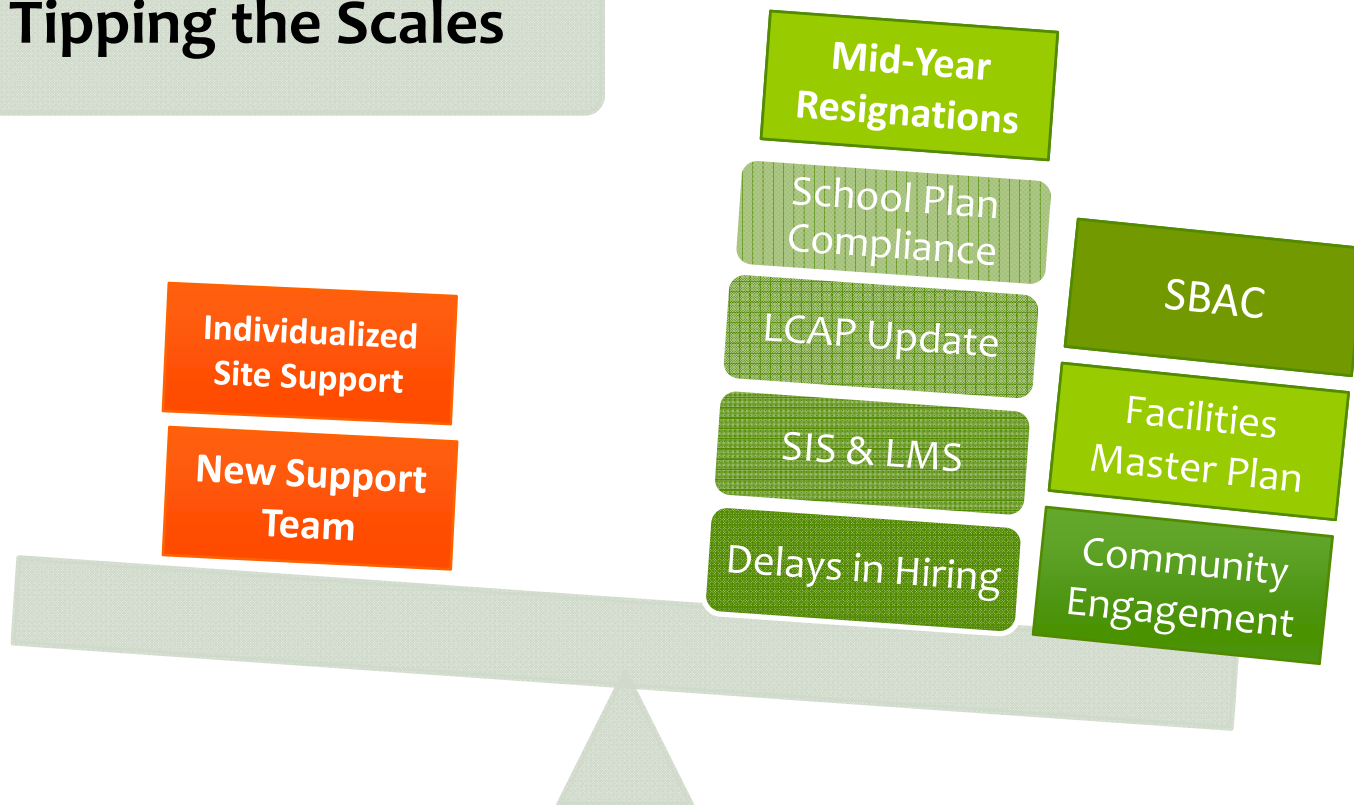 Tipping the Scales
Individualized
Site Support
New Support
Team
Mid-Year
Resignations
School Plan
Compliance
LCAP Update
SIS & LMS
Delays in Hiring
SBAC
Facilities
Master Plan
Community
Engagement